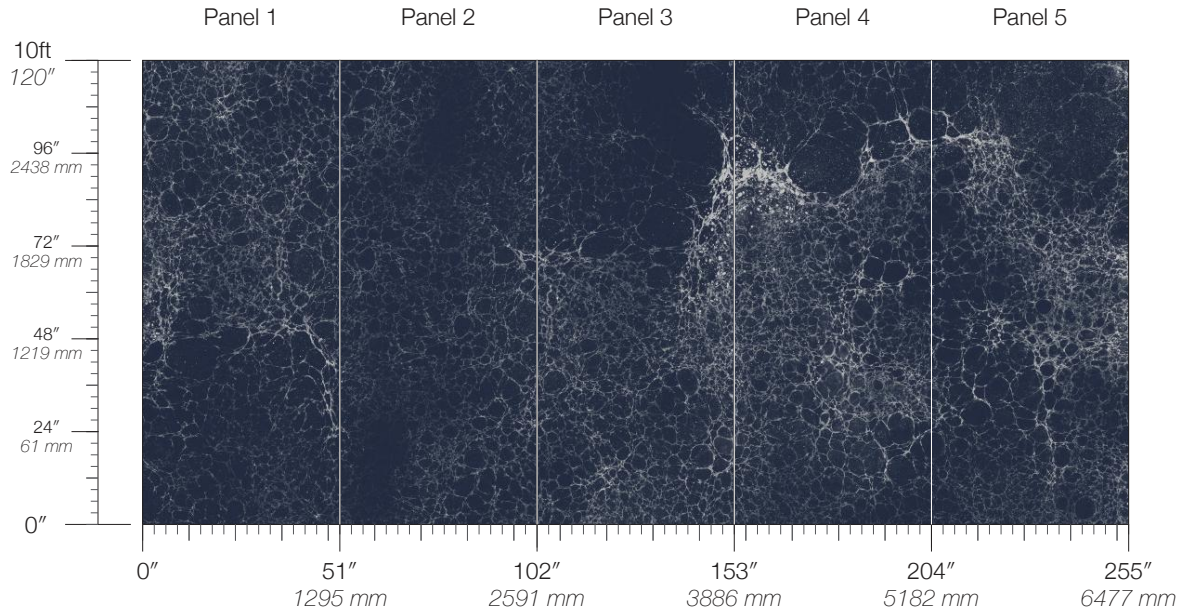 Panel 1 Panel 2 Panel 3 Panel 4 Panel 5
10ft
120″
96″
2438 mm
72″
1829 mm
48″
1219 mm
24″
61 mm
0″
0″ 51″ 102″ 153″ 204″ 255″
1295 mm 2591 mm 3886 mm 5182 mm 6477 mm